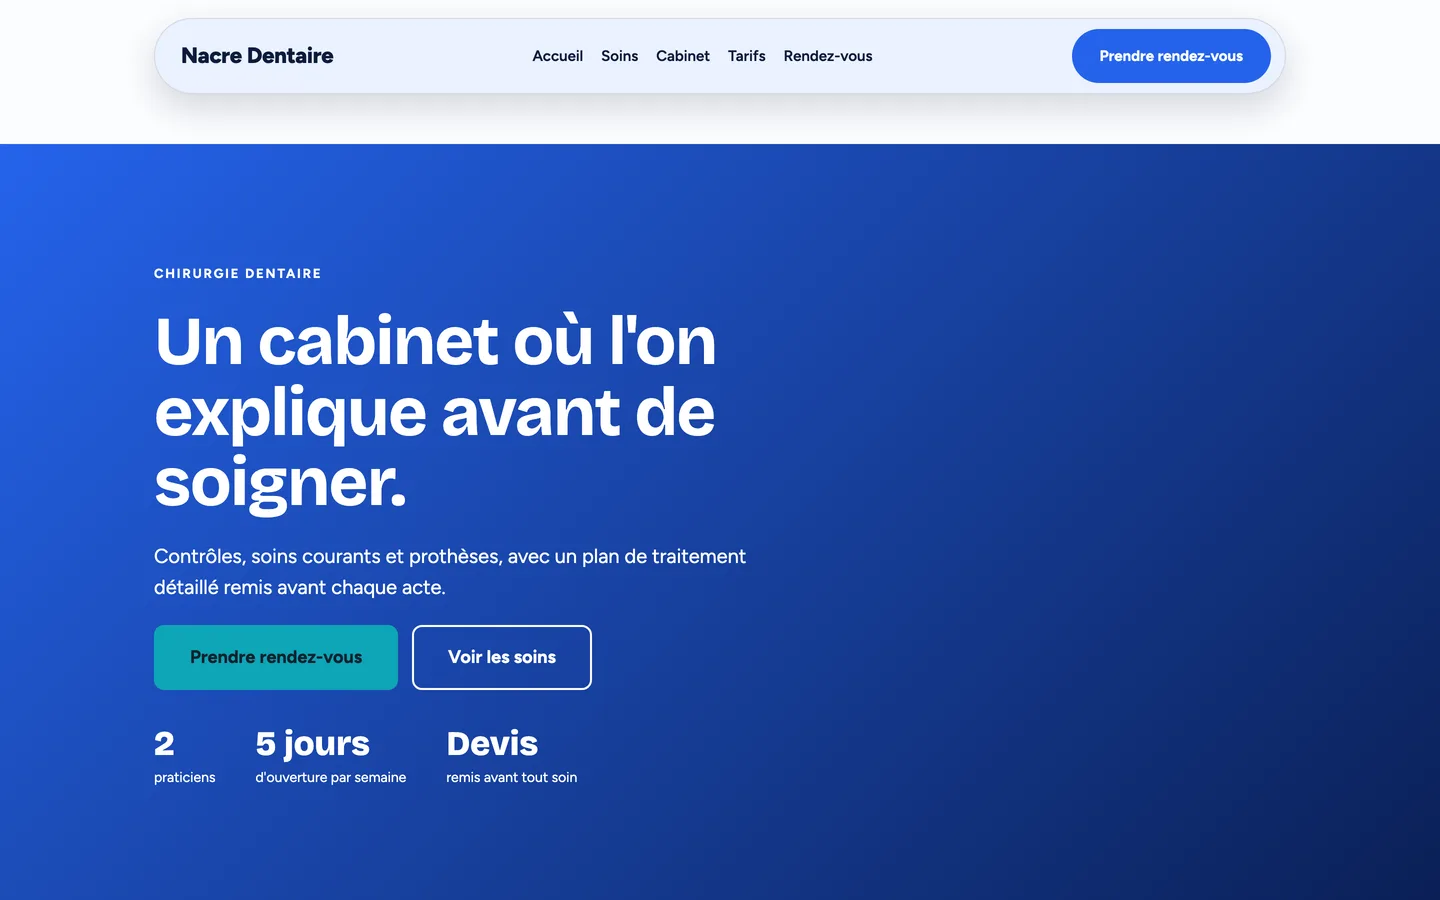 Nacre Dentaire
Accueil Soins Cabinet Tarifs Rendez-vous
Prendre rendez-vous
CHIRURGIE DENTAIRE
Un cabinet où l'on
explique avant de
soigner.
Contrôles, soins courants et prothèses, avec un plan de traitement
détaillé remis avant chaque acte.
Prendre rendez-vous
Voir les soins
2
praticiens
5 jours
d'ouverture par semaine
Devis
remis avant tout soin